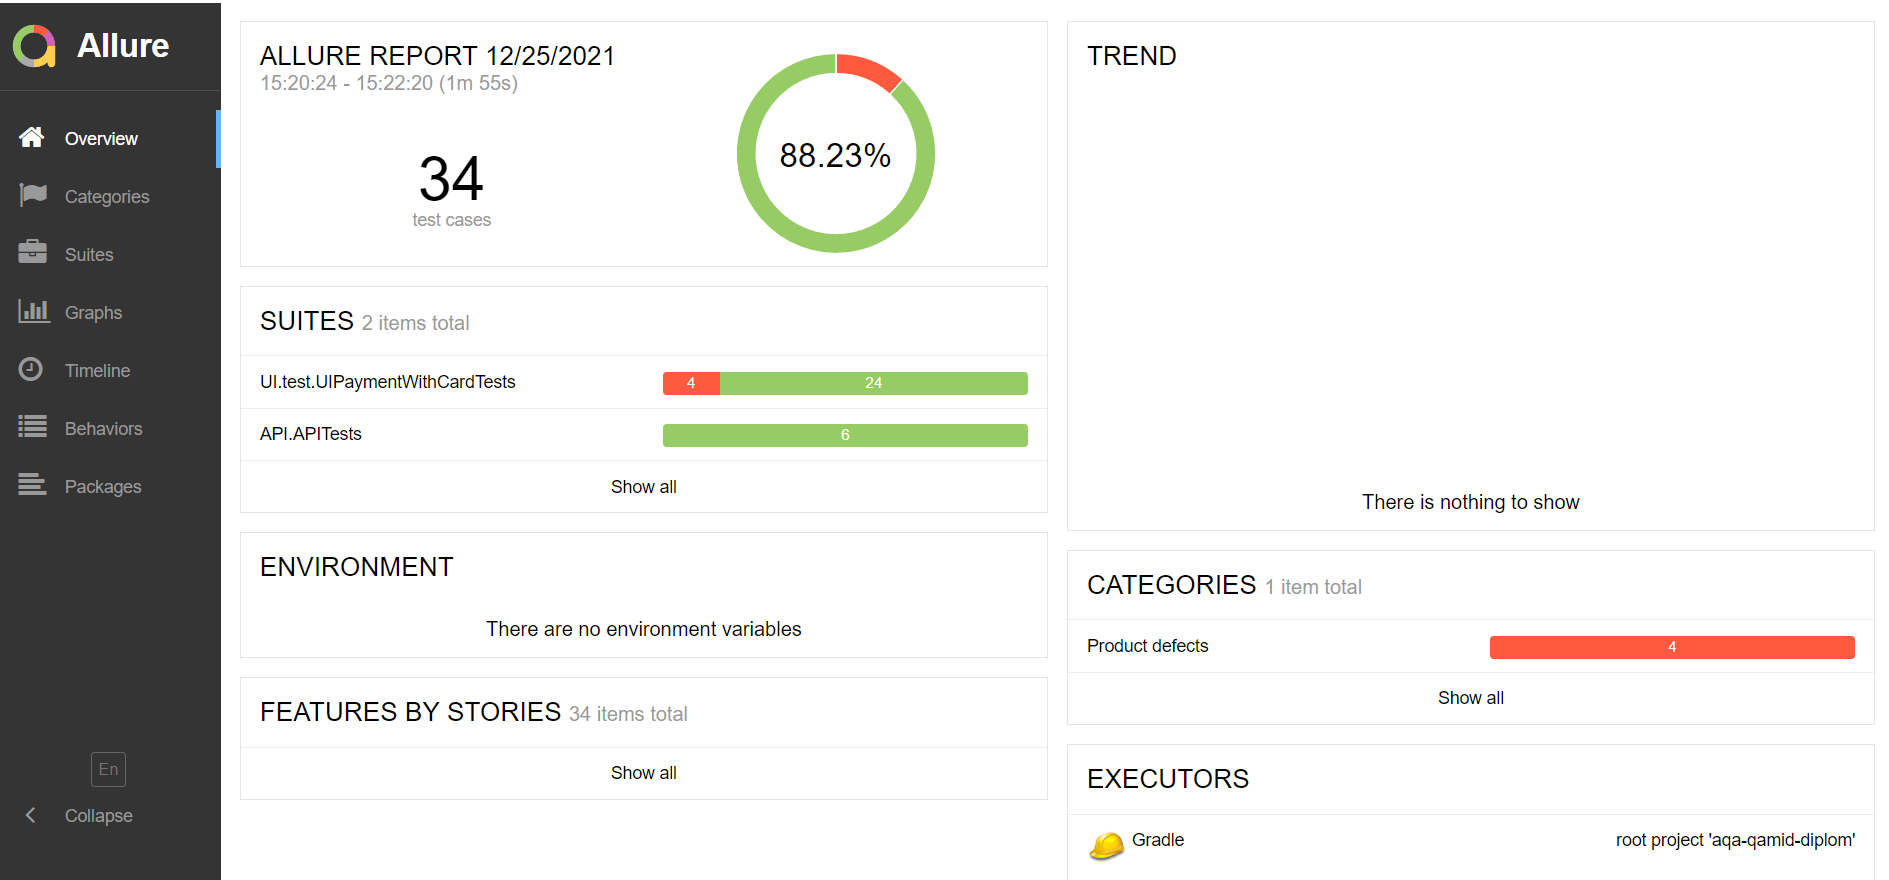 Allure
Overview
Categories
Suites
Graphs
Timeline
Behaviors
Packages
En
Collapse
ALLURE REPORT 12/25/2021
15:20:24 - 15:22:20 (1m 55s)
34
test cases
88.23%
SUITES 2 items total
UI.test.UIPaymentWithCardTests 4 24
API.APITests 6
Show all
ENVIRONMENT
There are no environment variables
FEATURES BY STORIES 34 items total
Show all
TREND
There is nothing to show
CATEGORIES 1 item total
Product defects 4
Show all
EXECUTORS
Gradle root project 'aqa-qamid-diplom'